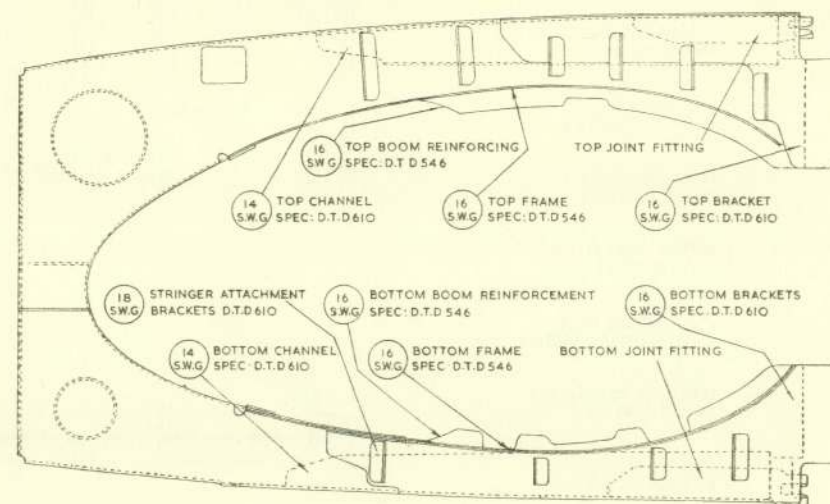 16 S.W.G. TOP BOOM REINFORCING
SPEC: D.T.D 546
TOP JOINT FITTING
14 S.W.G. TOP CHANNEL
SPEC: D.T.D 610
16 S.W.G. TOP FRAME
SPEC: D.T.D 546
16 S.W.G. TOP BRACKET
SPEC: D.T.D 610
18 S.W.G. STRINGER ATTACHMENT
BRACKETS D.T.D 610
16 S.W.G. BOTTOM BOOM REINFORCEMENT
SPEC: D.T.D 546
16 S.W.G. BOTTOM BRACKETS
SPEC. D.T.D 610
14 S.W.G. BOTTOM CHANNEL
SPEC. D.T.D 610
16 S.W.G. BOTTOM FRAME
SPEC. D.T.D 546
BOTTOM JOINT FITTING